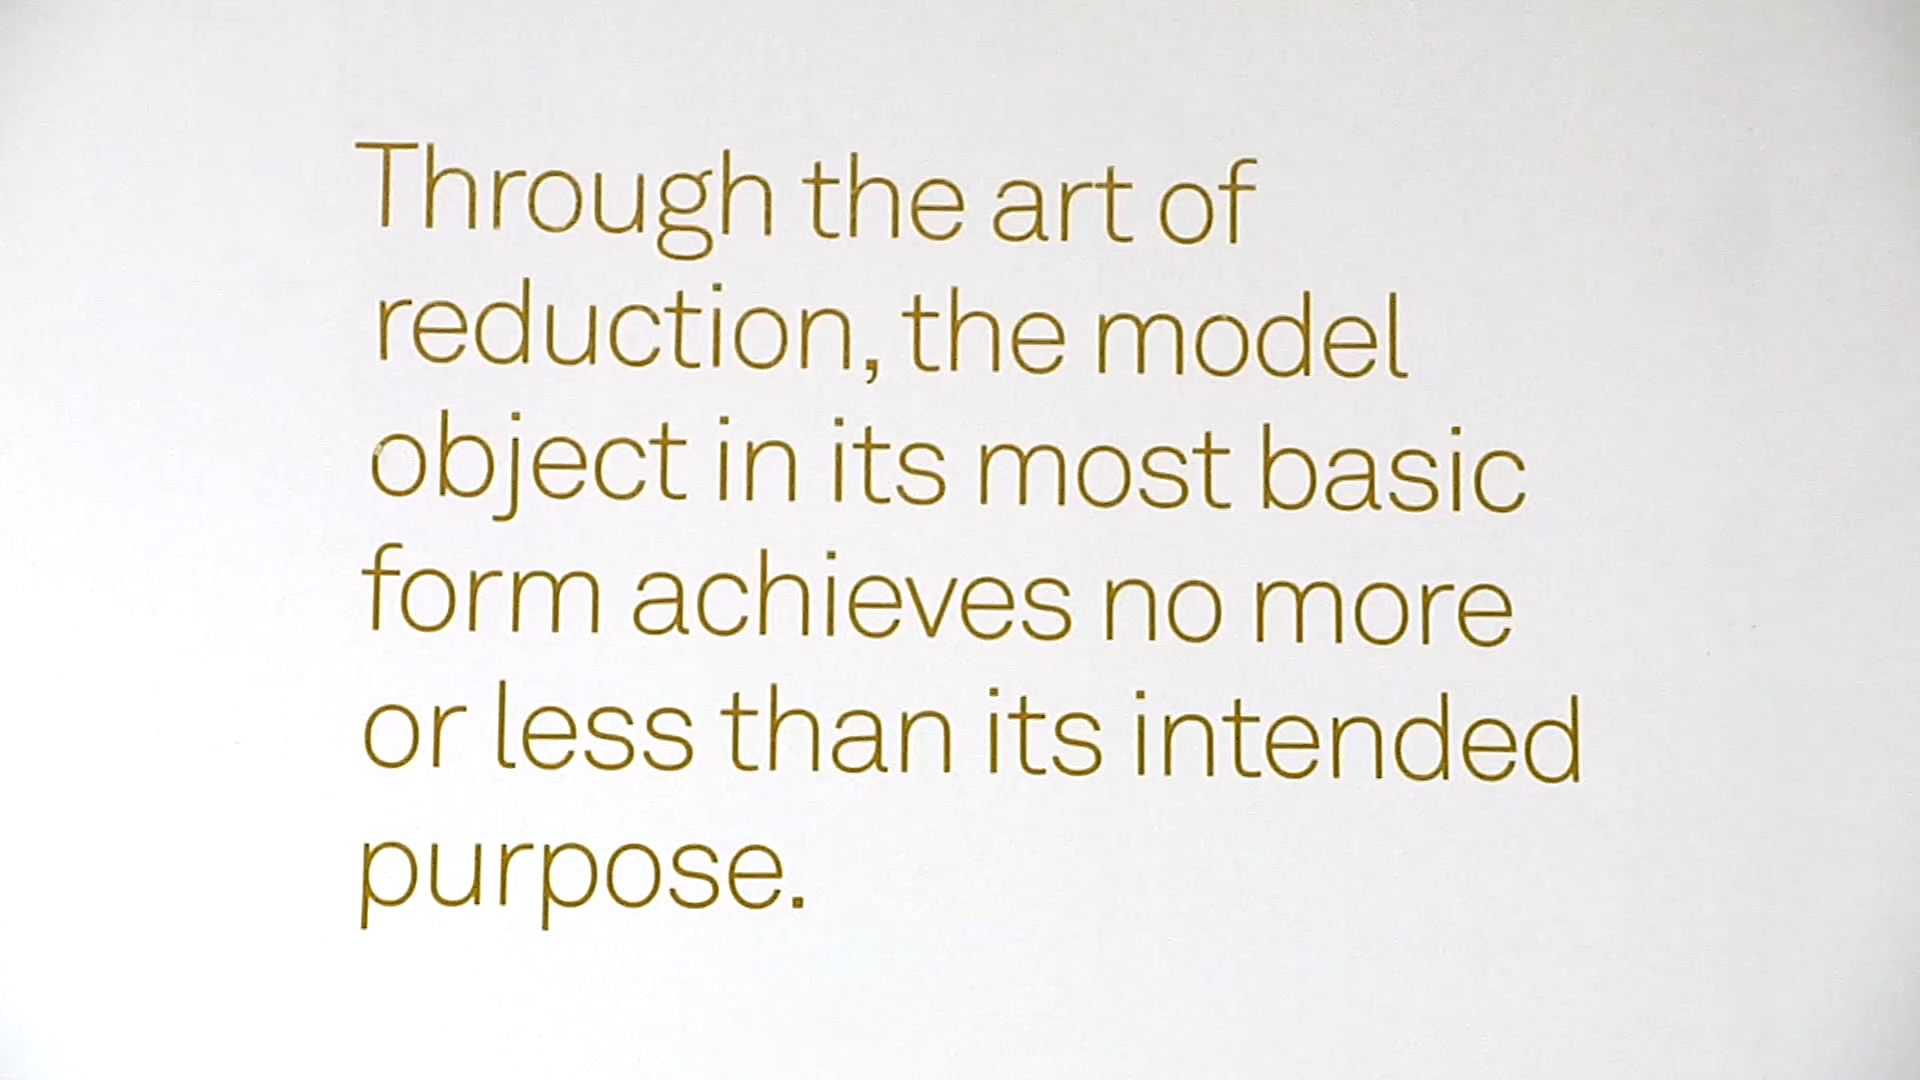 Through the art of
reduction, the model
object in its most basic
form achieves no more
or less than its intended
purpose.